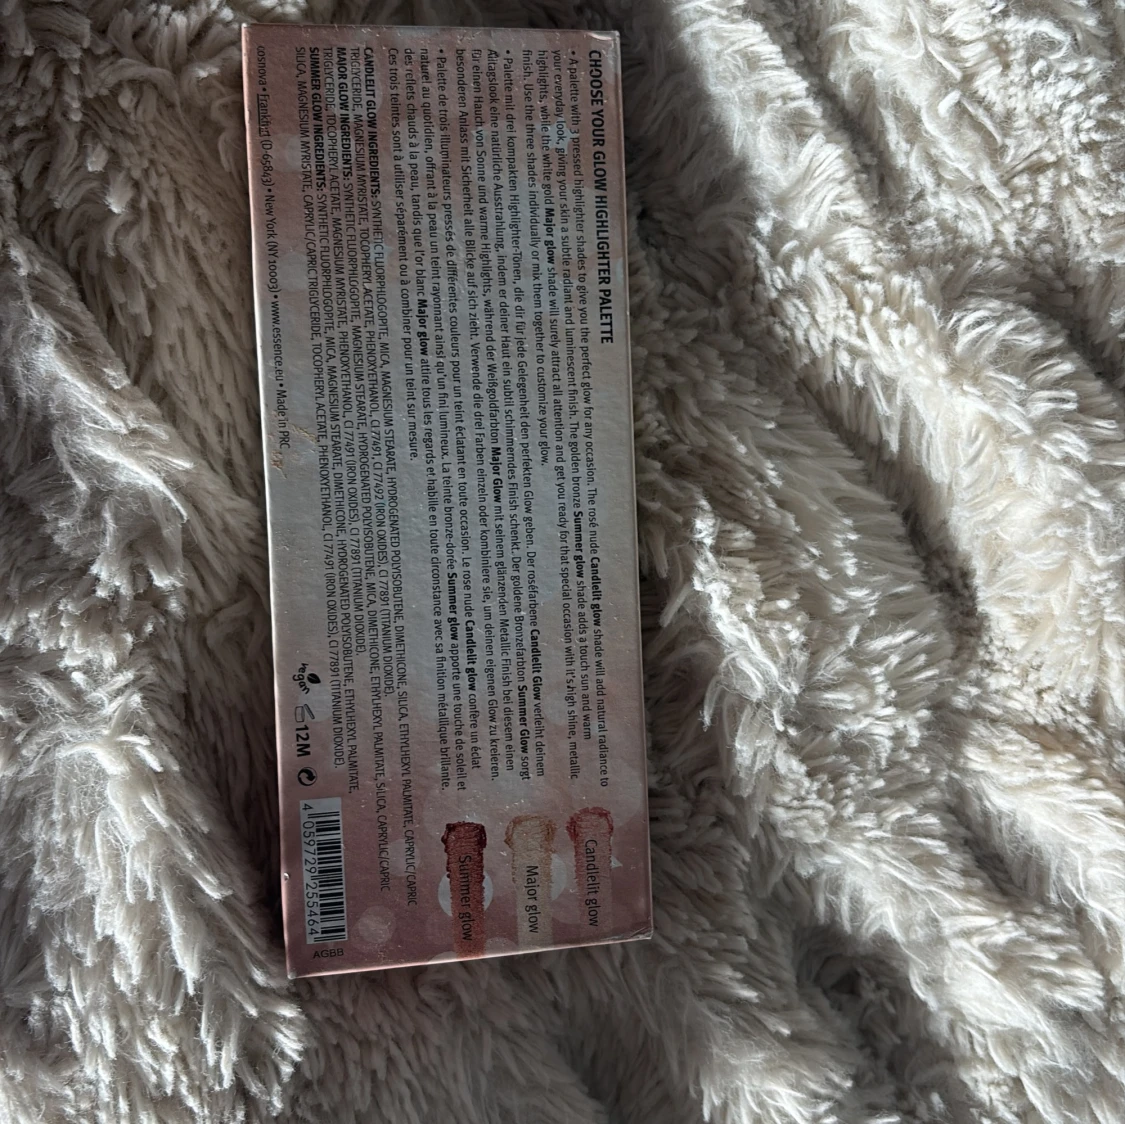 CHOOSE YOUR GLOW HIGHLIGHTER PALETTE
• A palette with 3 pressed highlighter shades to give you the perfect glow for any occasion. The rosé nude Candlelit glow shade will add natural radiance to
your everyday look, giving your skin a subtle radiant and luminescent finish. The golden bronze Summer glow shade adds a touch sun and warm
highlights, while the white gold Major glow shade will surely attract all attention and get you ready for that special occasion with it's high shine, metallic
finish. Use the three shades individually or mix them together to customize your glow.
• Palette mit drei kompakten Highlighter-Tönen, die dir für jede Gelegenheit den perfekten Glow geben. Der roséfarbene Candlelit Glow verleiht deinem
Alltagslook eine natürliche Ausstrahlung, indem er deiner Haut ein subtil schimmerndes Finish schenkt. Der goldene Bronzefarbton Summer Glow sorgt
für einen Hauch von Sonne und warme Highlights, während der Weißgoldfarbton Major Glow mit seinem glänzenden Metallic Finish bei diesem einen
besonderen Anlass mit Sicherheit alle Blicke auf sich zieht. Verwende die drei Farben einzeln oder kombiniere sie, um deinen eigenen Glow zu kreieren.
• Palette de trois illuminateurs pressés de différentes couleurs pour un teint éclatant en toute occasion. Le rose nude Candlelit glow confère un éclat
naturel au quotidien, offrant à la peau un teint rayonnant ainsi qu'un fini lumineux. La teinte bronze-dorée Summer glow apporte une touche de soleil et
des reflets chauds à la peau, tandis que l'or blanc Major glow attire tous les regards et habille en toute circonstance avec sa finition métallique brillante.
Ces trois teintes sont à utiliser séparément ou à combiner pour un teint sur mesure.
Candlelit glow
Major glow
Summer glow
CANDLELIT GLOW INGREDIENTS: SYNTHETIC FLUORPHLOGOPITE, MICA, MAGNESIUM STEARATE, HYDROGENATED POLYISOBUTENE, DIMETHICONE, SILICA, ETHYLHEXYL PALMITATE, CAPRYLIC/CAPRIC
TRIGLYCERIDE, MAGNESIUM MYRISTATE, TOCOPHERYL ACETATE, PHENOXYETHANOL, CI 77491, CI 77492 (IRON OXIDES), CI 77891 (TITANIUM DIOXIDE).
MAJOR GLOW INGREDIENTS: SYNTHETIC FLUORPHLOGOPITE, MAGNESIUM STEARATE, HYDROGENATED POLYISOBUTENE, MICA, DIMETHICONE, ETHYLHEXYL PALMITATE, SILICA, CAPRYLIC/CAPRIC
TRIGLYCERIDE, TOCOPHERYL ACETATE, MAGNESIUM MYRISTATE, PHENOXYETHANOL, CI 77491 (IRON OXIDES), CI 77891 (TITANIUM DIOXIDE).
SUMMER GLOW INGREDIENTS: SYNTHETIC FLUORPHLOGOPITE, MICA, MAGNESIUM STEARATE, DIMETHICONE, HYDROGENATED POLYISOBUTENE, ETHYLHEXYL PALMITATE,
SILICA, MAGNESIUM MYRISTATE, CAPRYLIC/CAPRIC TRIGLYCERIDE, TOCOPHERYL ACETATE, PHENOXYETHANOL, CI 77491 (IRON OXIDES), CI 77891 (TITANIUM DIOXIDE).
cosnova • Frankfurt (D-65843) • New York (NY 10003) • www.essence.eu • Made in PRC
vegan
12M
4 059729 255464
AGBB